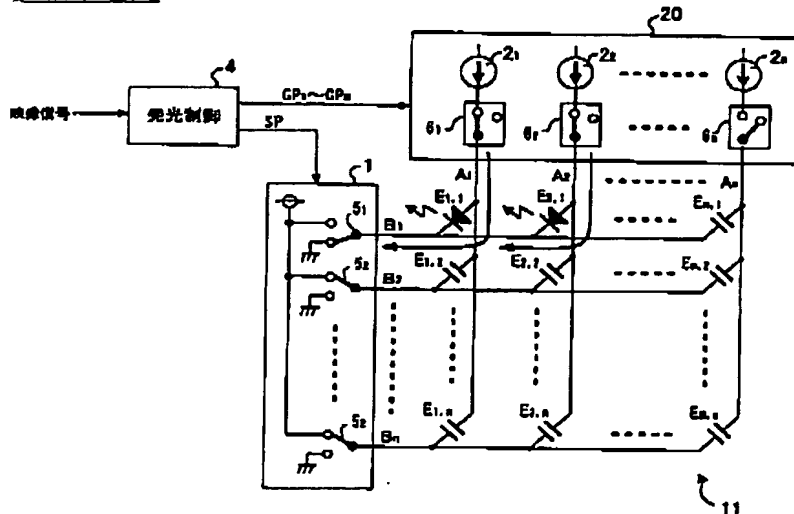 20
4
2₁
2₂
2n
映像信号
発光制御
GP₁~GPm
SP
6₁
6₂
6n
1
A₁
A₂
An
5₁
B₁
E₁,₁
E₂,₁
En,₁
5₂
B₂
E₁,₂
E₂,₂
En,₂
5₂
Bn
E₁,n
E₂,n
En,n
11